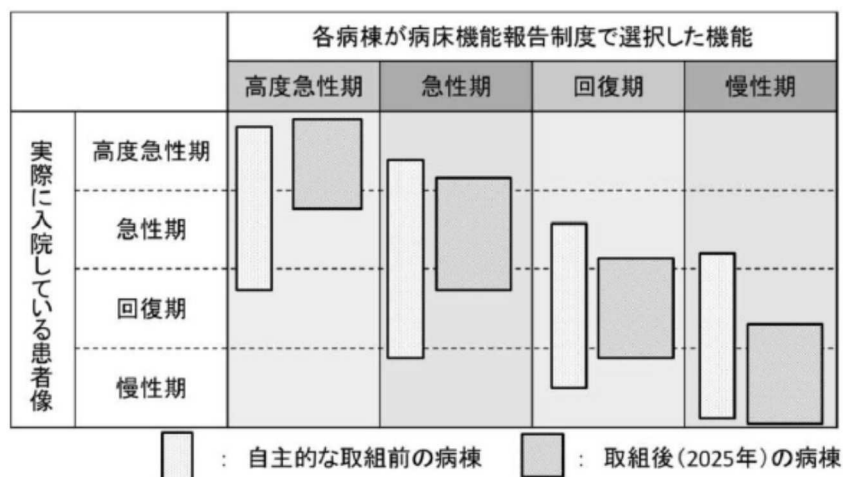 各病棟が病床機能報告制度で選択した機能
高度急性期 急性期 回復期 慢性期
実際に入院している患者像
高度急性期
急性期
回復期
慢性期
： 自主的な取組前の病棟 ： 取組後（2025年）の病棟